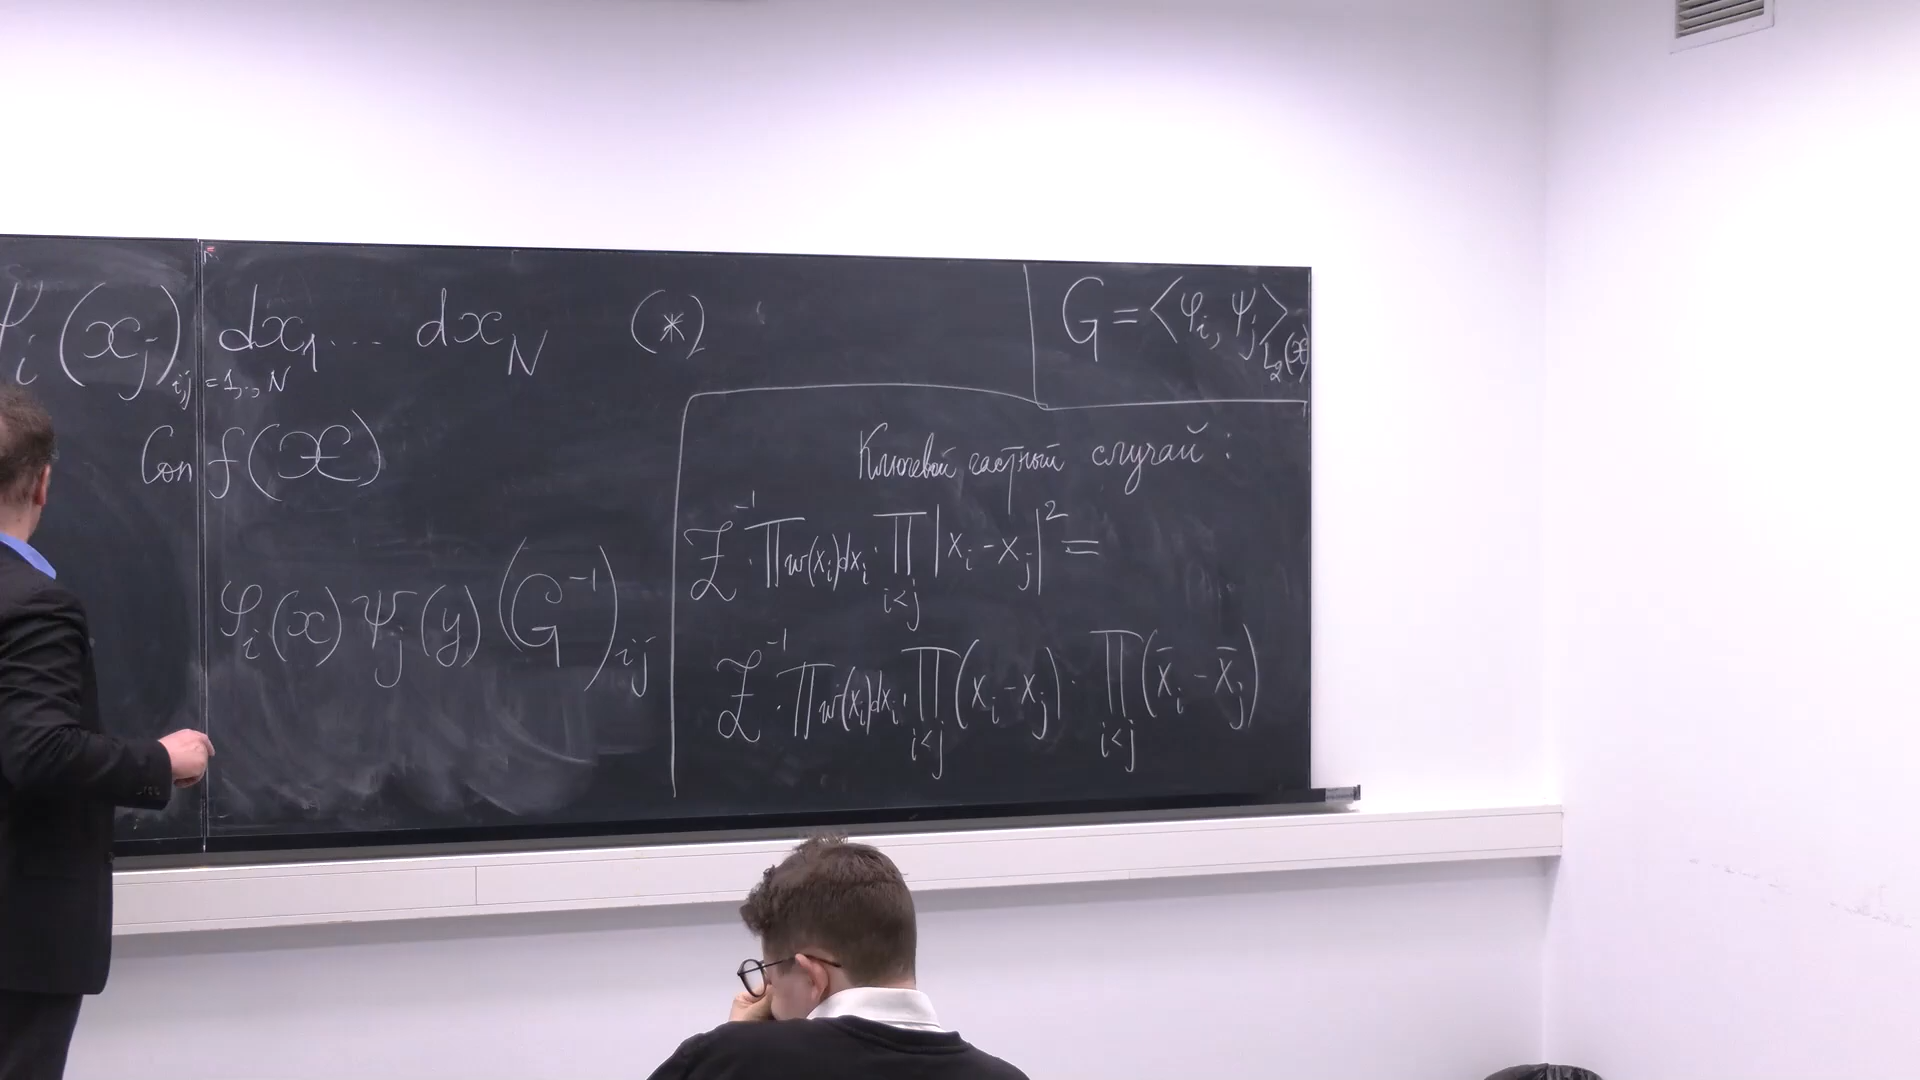 ψ_i(x_j)_{i,j=1,..,N} dx_1 ... dx_N (*)
G = <φ_i, ψ_j>_{L_2(𝔛)}
Conf(𝔛)
Ключевой частный случай :
Z^{-1} · ∏ w(x_i)dx_i · ∏_{i<j} |x_i - x_j|^2 =
φ_i(x) ψ_j(y) (G^{-1})_{ij}
Z^{-1} · ∏ w(x_i)dx_i · ∏_{i<j} (x_i - x_j) · ∏_{i<j} (x̄_i - x̄_j)